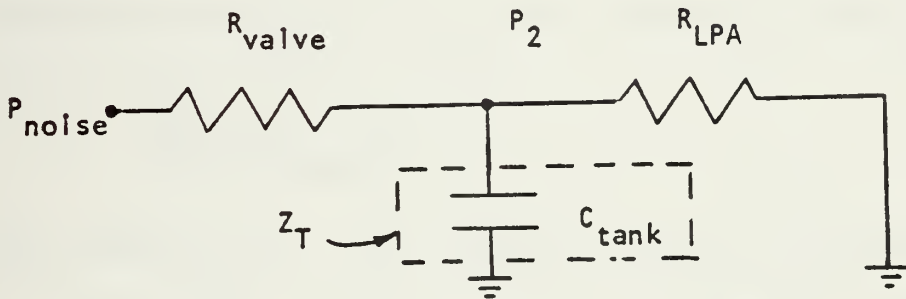 R_valve
P_2
R_LPA
P_noise
Z_T
C_tank